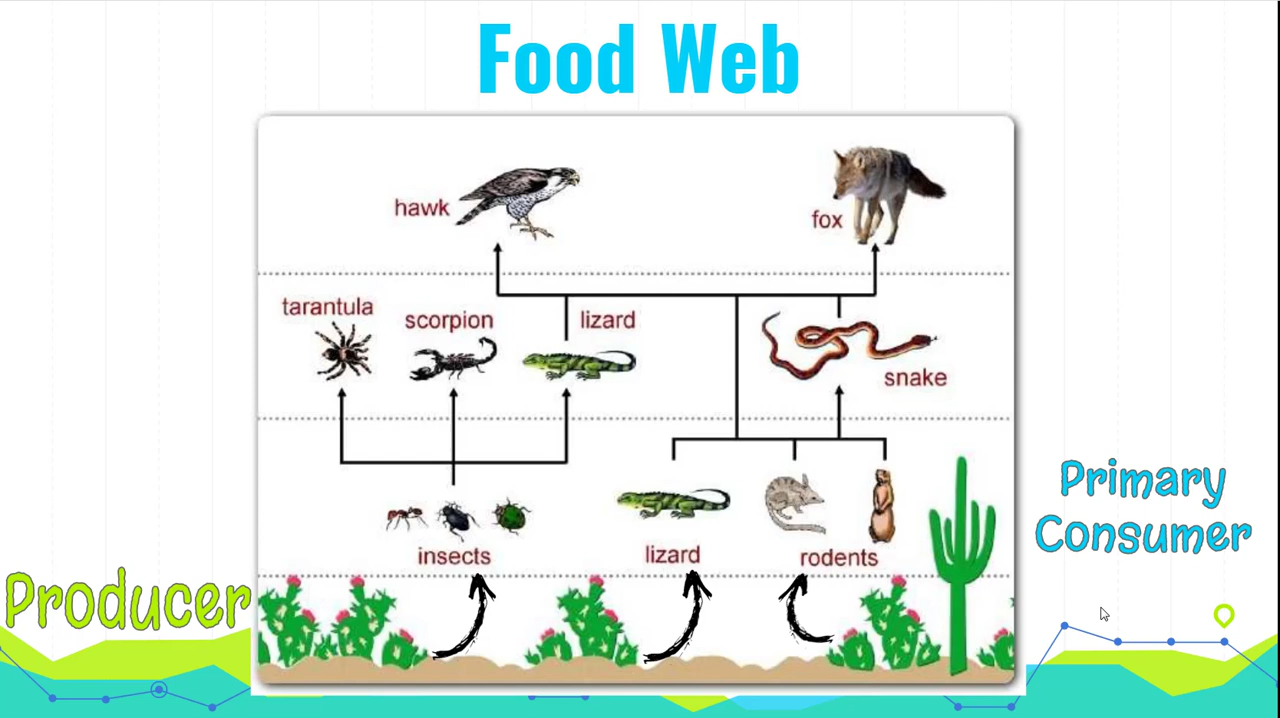 Food Web
hawk
fox
tarantula
scorpion
lizard
snake
insects
lizard
rodents
Producer
Primary
Consumer